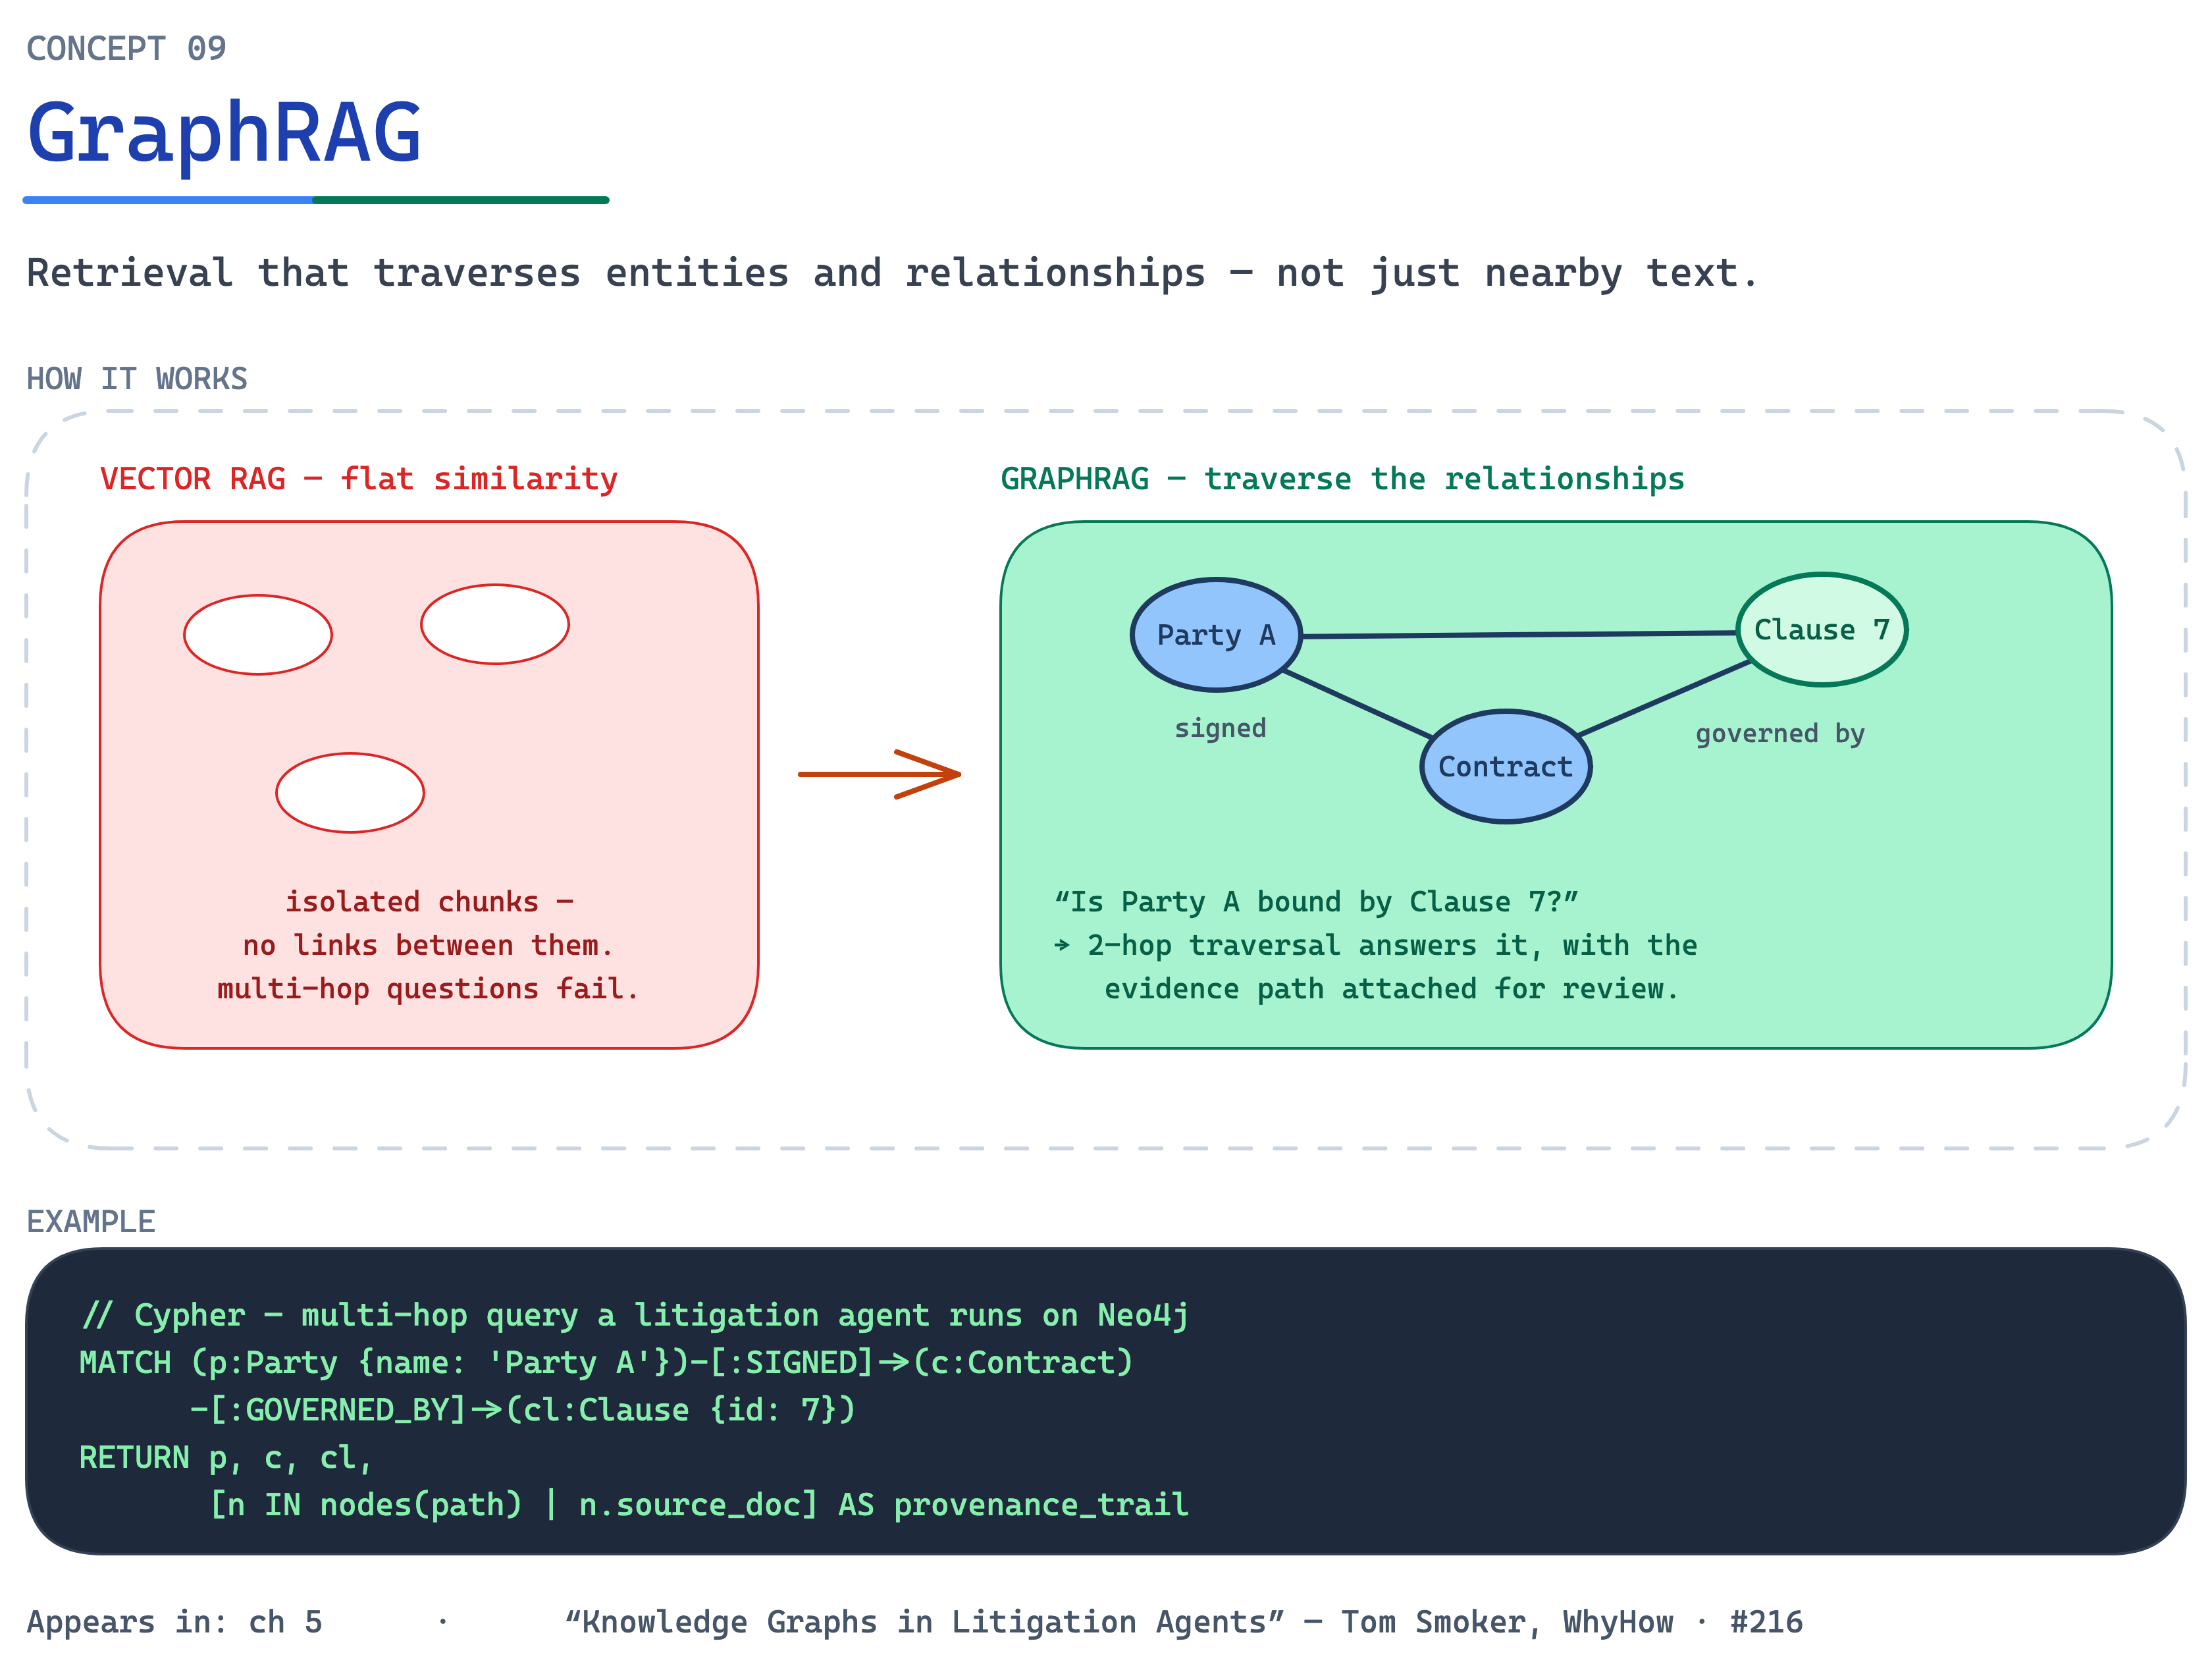 CONCEPT 09
GraphRAG
Retrieval that traverses entities and relationships — not just nearby text.
HOW IT WORKS
VECTOR RAG — flat similarity
isolated chunks —
no links between them.
multi-hop questions fail.
GRAPHRAG — traverse the relationships
Party A
Clause 7
signed
governed by
Contract
“Is Party A bound by Clause 7?”
→ 2-hop traversal answers it, with the
evidence path attached for review.
EXAMPLE
// Cypher — multi-hop query a litigation agent runs on Neo4j
MATCH (p:Party {name: 'Party A'})-[:SIGNED]->(c:Contract)
-[:GOVERNED_BY]->(cl:Clause {id: 7})
RETURN p, c, cl,
[n IN nodes(path) | n.source_doc] AS provenance_trail
Appears in: ch 5 · “Knowledge Graphs in Litigation Agents” — Tom Smoker, WhyHow · #216